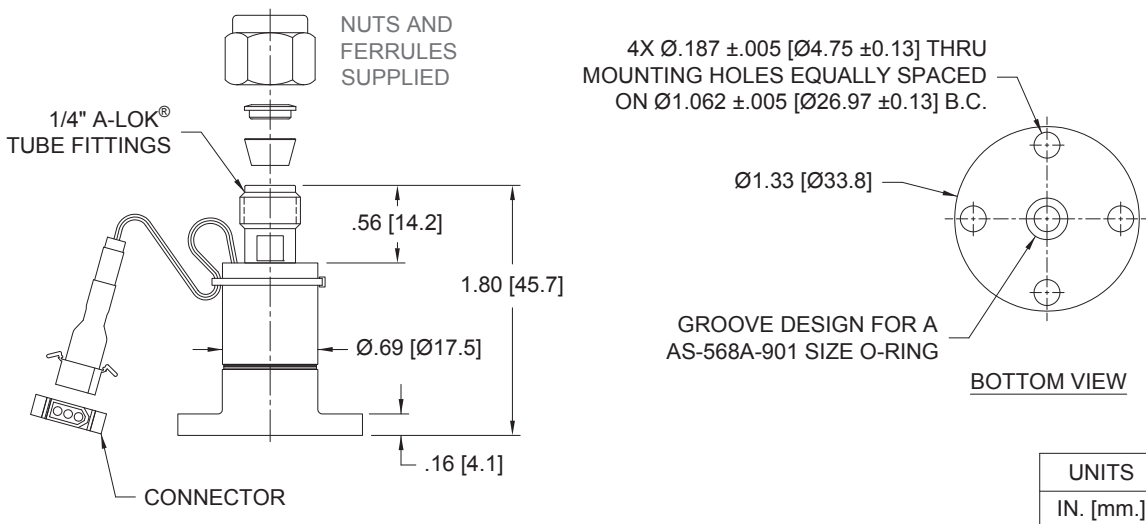 NUTS AND
FERRULES
SUPPLIED
1/4" A-LOK®
TUBE FITTINGS
.56 [14.2]
1.80 [45.7]
Ø.69 [Ø17.5]
.16 [4.1]
CONNECTOR
4X Ø.187 ±.005 [Ø4.75 ±0.13] THRU
MOUNTING HOLES EQUALLY SPACED
ON Ø1.062 ±.005 [Ø26.97 ±0.13] B.C.
Ø1.33 [Ø33.8]
GROOVE DESIGN FOR A
AS-568A-901 SIZE O-RING
BOTTOM VIEW
UNITS
IN. [mm.]